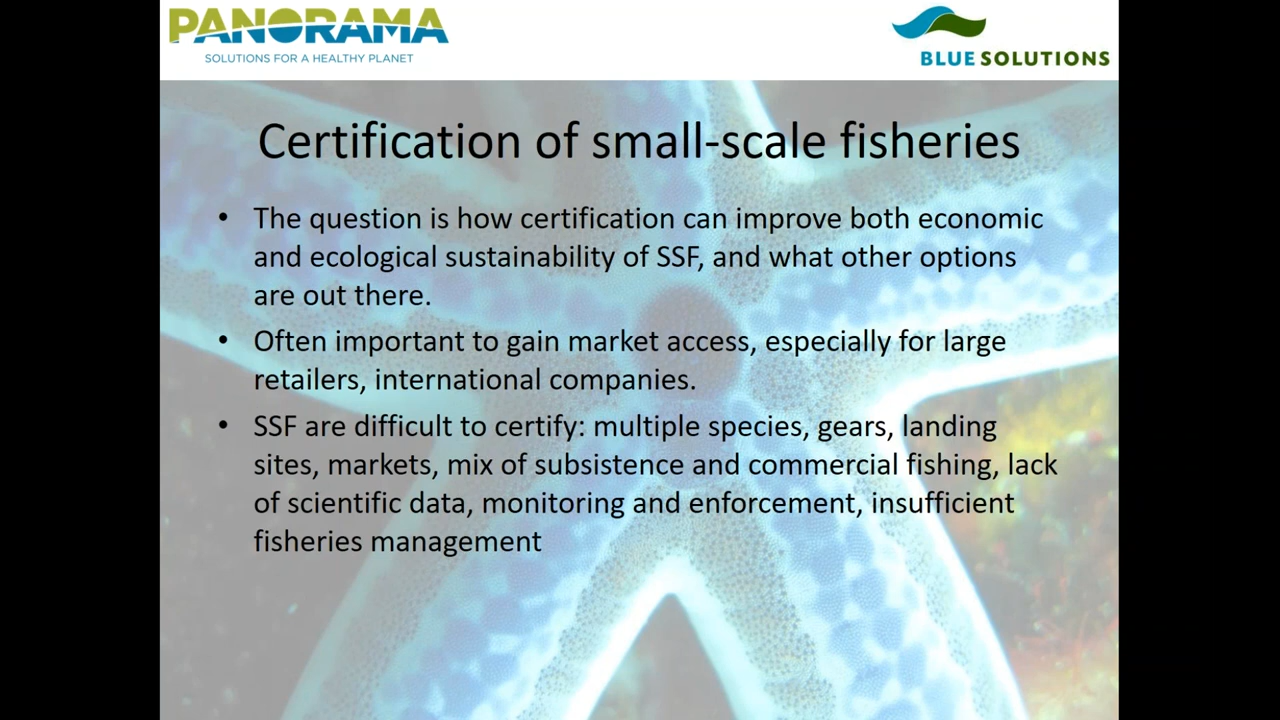 PANORAMA
SOLUTIONS FOR A HEALTHY PLANET
BLUE SOLUTIONS
Certification of small-scale fisheries
• The question is how certification can improve both economic
and ecological sustainability of SSF, and what other options
are out there.
• Often important to gain market access, especially for large
retailers, international companies.
• SSF are difficult to certify: multiple species, gears, landing
sites, markets, mix of subsistence and commercial fishing, lack
of scientific data, monitoring and enforcement, insufficient
fisheries management